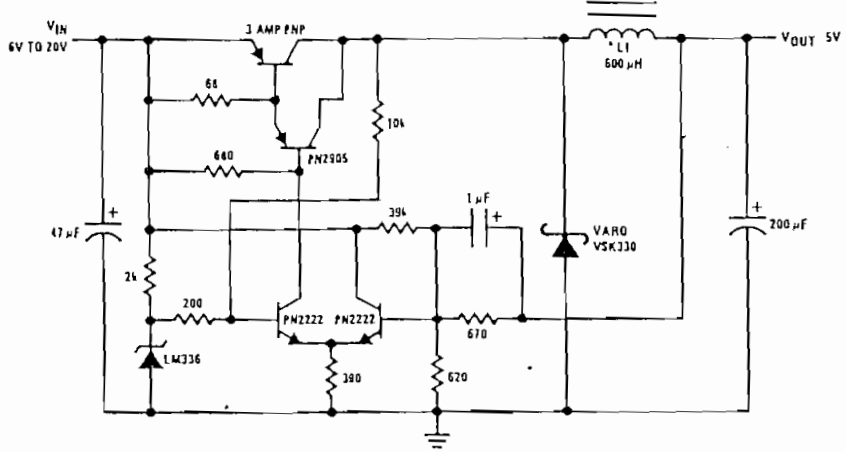 VIN
6V TO 20V
3 AMP PNP
*L1
600 µH
VOUT 5V
68
10k
PN2905
680
39k
1 µF
+
+
+
47 µF
VARO
VSK330
200 µF
2k
200
PN2222
PN2222
670
LM336
390
620